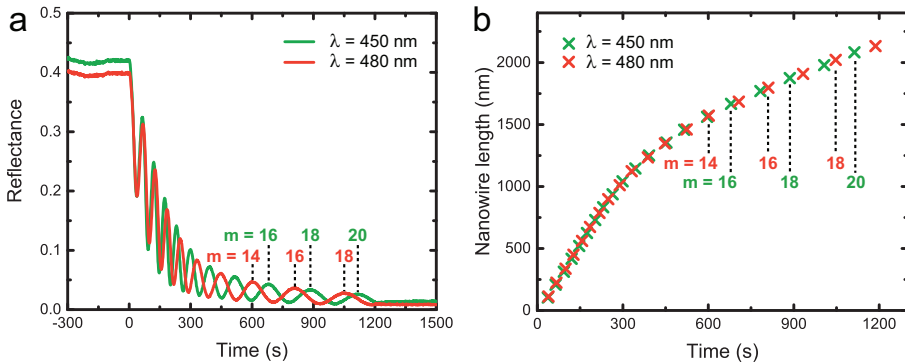 a
0.5
0.4
0.3
0.2
0.1
0.0
Reflectance
λ = 450 nm
λ = 480 nm
m = 16 18 20
m = 14 16 18
-300 0 300 600 900 1200 1500
Time (s)
b
2500
2000
1500
1000
500
0
Nanowire length (nm)
λ = 450 nm
λ = 480 nm
m = 14 16 18
m = 16 18 20
0 300 600 900 1200
Time (s)